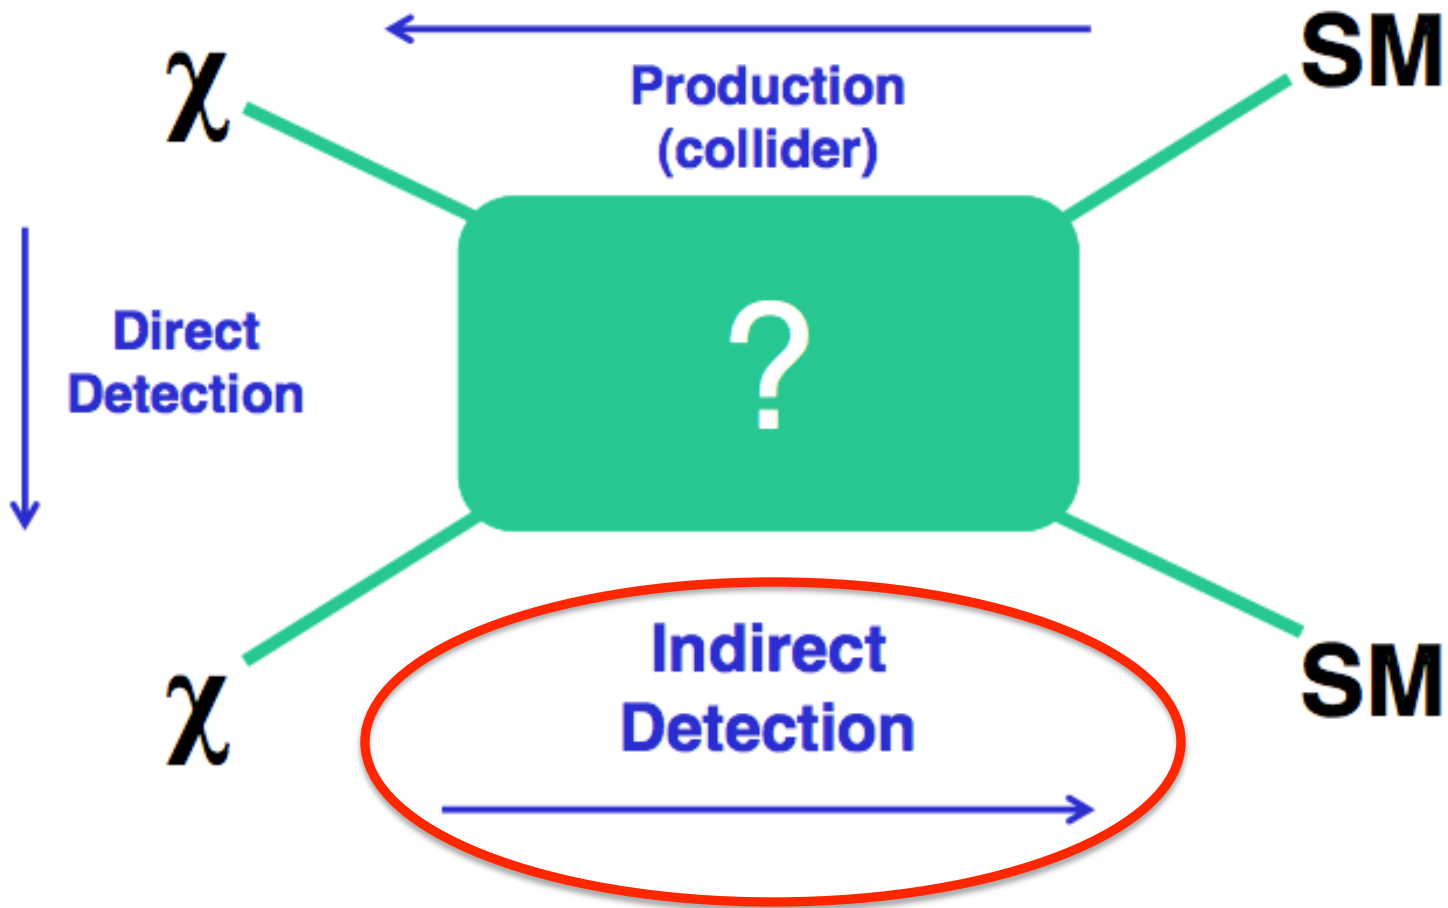 χ
SM
Production
(collider)
Direct
Detection
?
Indirect
Detection
χ
SM